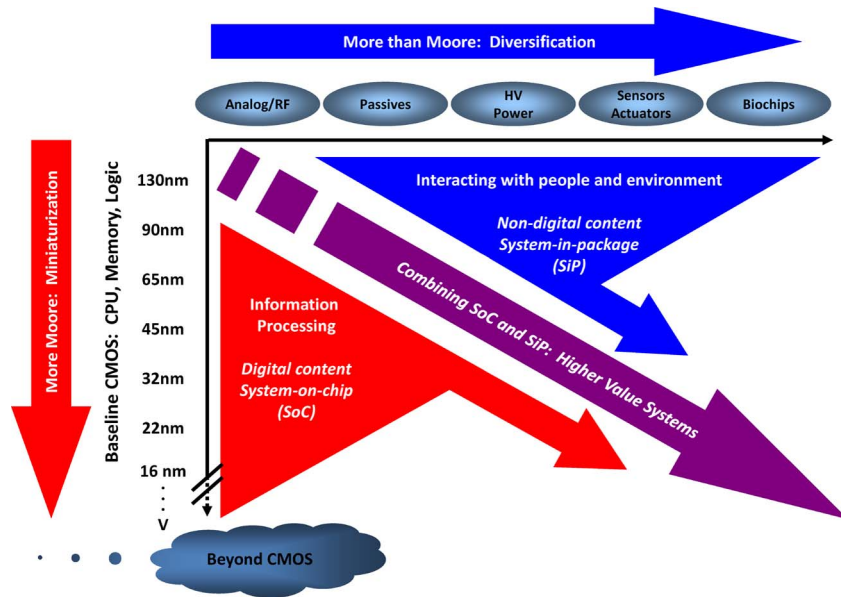 More than Moore: Diversification
Analog/RF
Passives
HV
Power
Sensors
Actuators
Biochips
More Moore: Miniaturization
Baseline CMOS: CPU, Memory, Logic
130nm
90nm
65nm
45nm
32nm
22nm
16 nm
V
Interacting with people and environment
Non-digital content
System-in-package
(SiP)
Combining SoC and SiP: Higher Value Systems
Information
Processing
Digital content
System-on-chip
(SoC)
Beyond CMOS